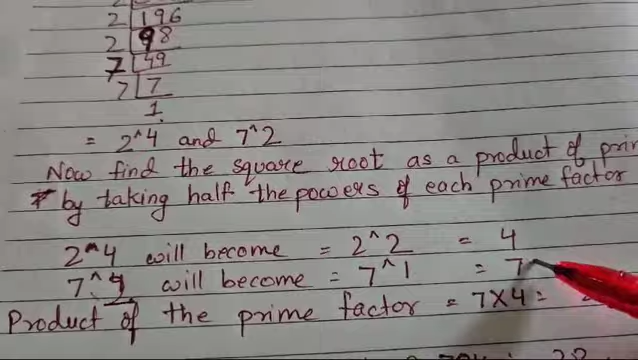 2 | 196
2 | 98
7 | 49
7 | 7
1
= 2^4 and 7^2
Now find the square root as a product of
by taking half the powers of each prime factor
2^4 will become = 2^2 = 4
will become = 7^1 = 7
Product of the prime factor = 7×4 =